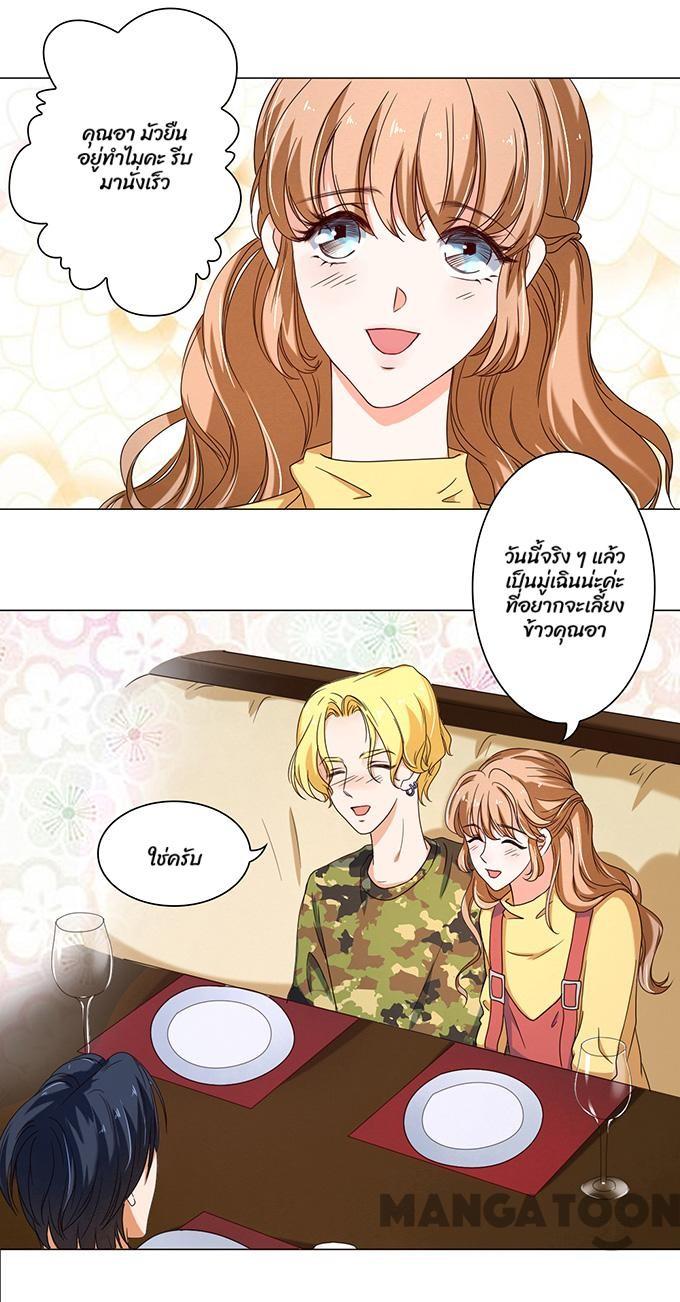 คุณอา มัวยืน
อยู่ทำไมคะ รีบ
มานั่งเร็ว
วันนี้จริง ๆ แล้ว
เป็นมู่เฉินน่ะค่ะ
ที่อยากจะเลี้ยง
ข้าวคุณอา
ใช่ครับ
MANGATOON